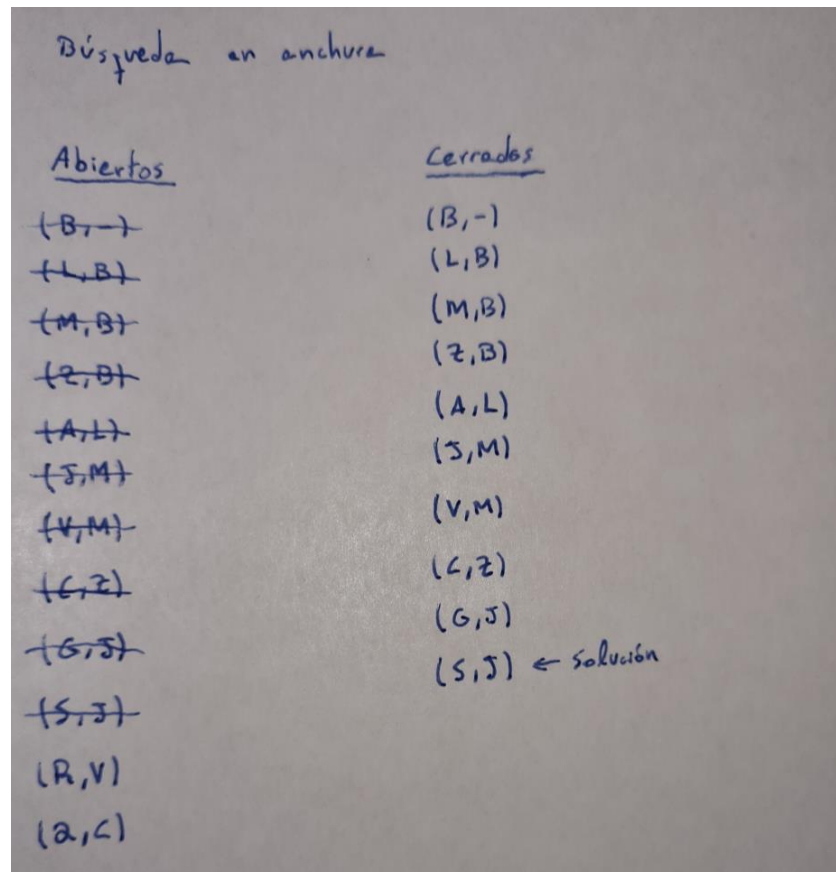 Búsqueda en anchura
Abiertos
(B,-)
(L,B)
(M,B)
(Z,B)
(A,L)
(J,M)
(V,M)
(C,Z)
(G,J)
(S,J)
(R,V)
(Q,C)
Cerrados
(B,-)
(L,B)
(M,B)
(Z,B)
(A,L)
(J,M)
(V,M)
(C,Z)
(G,J)
(S,J) ← Solución